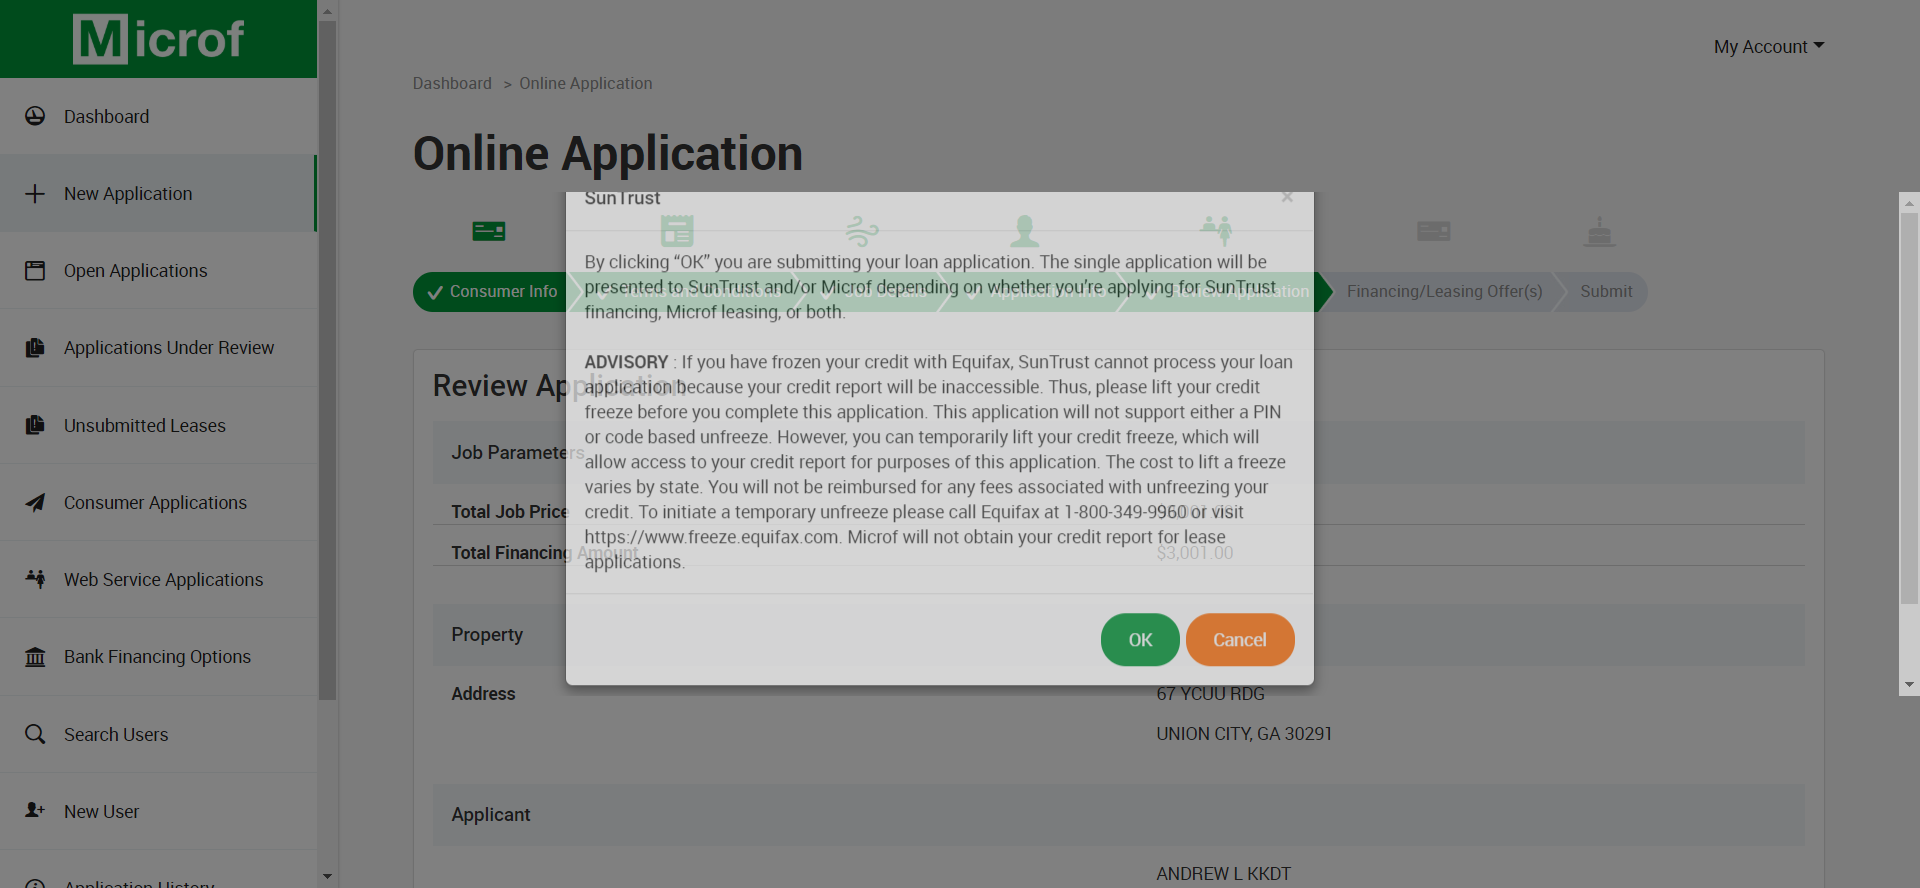 Microf
My Account
Dashboard > Online Application
Dashboard
New Application
Open Applications
Applications Under Review
Unsubmitted Leases
Consumer Applications
Web Service Applications
Bank Financing Options
Search Users
New User
Application History
Online Application
Consumer Info
Terms and Conditions
Job Details
Application Info
Review Application
Financing/Leasing Offer(s)
Submit
SunTrust
×
By clicking “OK” you are submitting your loan application. The single application will be
presented to SunTrust and/or Microf depending on whether you’re applying for SunTrust
financing, Microf leasing, or both.
ADVISORY : If you have frozen your credit with Equifax, SunTrust cannot process your loan
application because your credit report will be inaccessible. Thus, please lift your credit
freeze before you complete this application. This application will not support either a PIN
or code based unfreeze. However, you can temporarily lift your credit freeze, which will
allow access to your credit report for purposes of this application. The cost to lift a freeze
varies by state. You will not be reimbursed for any fees associated with unfreezing your
credit. To initiate a temporary unfreeze please call Equifax at 1-800-349-9960 or visit
https://www.freeze.equifax.com. Microf will not obtain your credit report for lease
applications.
OK
Cancel
Review Application
Job Parameters
Total Job Price
Total Financing Amount
$3,001.00
Property
Address
67 YCUU RDG
UNION CITY, GA 30291
Applicant
ANDREW L KKDT